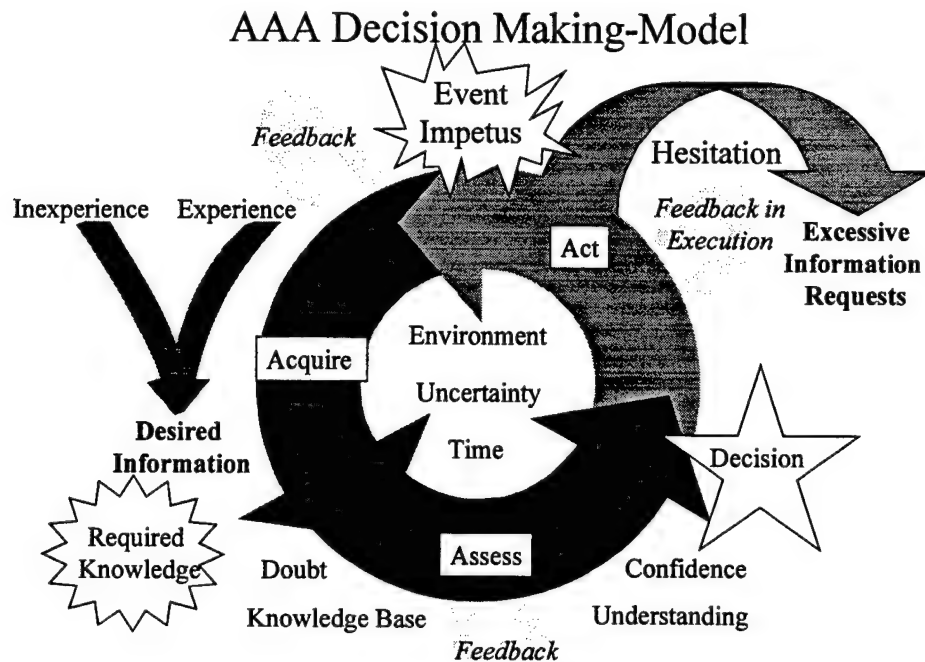 AAA Decision Making-Model
Event
Impetus
Feedback
Hesitation
Inexperience Experience
Feedback in
Execution
Excessive
Information
Requests
Act
Environment
Acquire
Uncertainty
Time
Desired
Information
Decision
Required
Knowledge
Assess
Doubt
Confidence
Knowledge Base
Understanding
Feedback